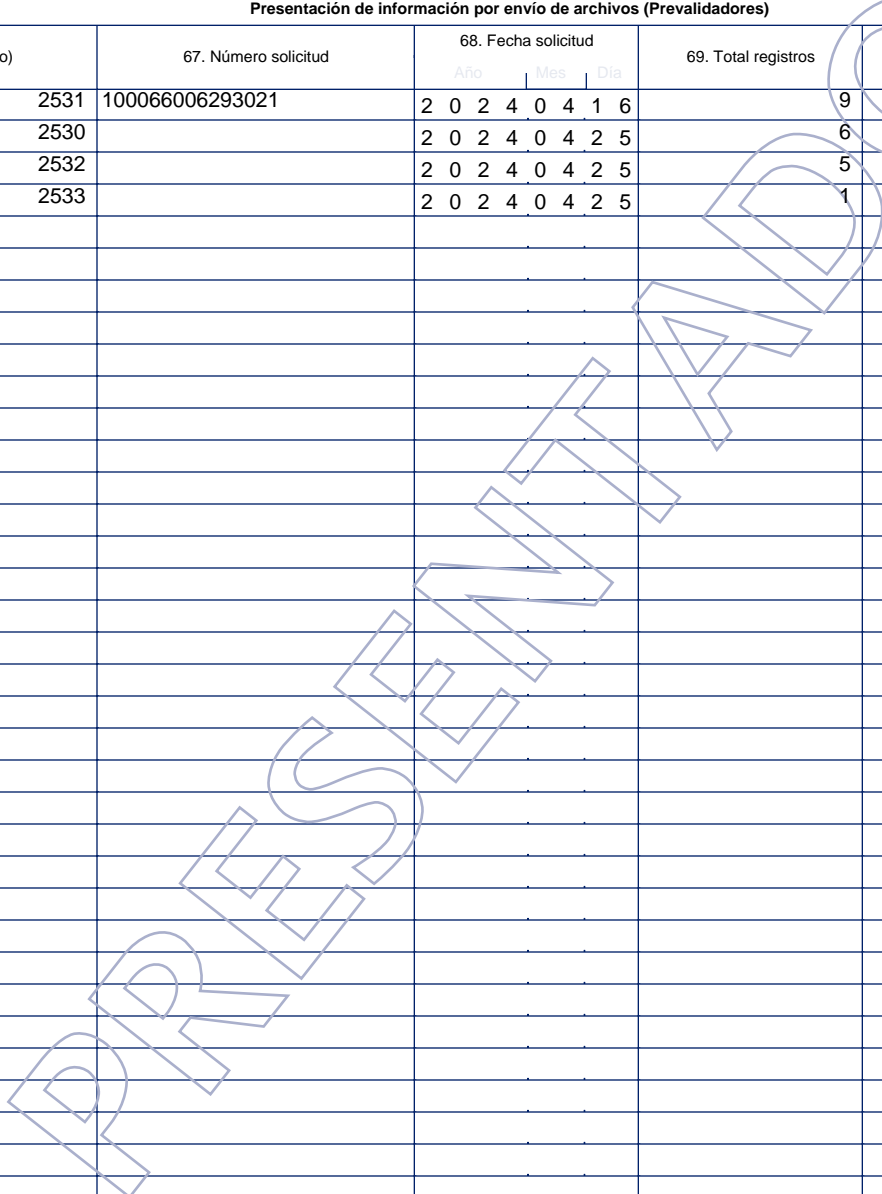 Presentación de información por envío de archivos (Prevalidadores)
o) 67. Número solicitud 68. Fecha solicitud 69. Total registros
Año Mes Día
2531 100066006293021 2 0 2 4 0 4 1 6 9
2530 2 0 2 4 0 4 2 5 6
2532 2 0 2 4 0 4 2 5 5
2533 2 0 2 4 0 4 2 5 1
PRESENTADO